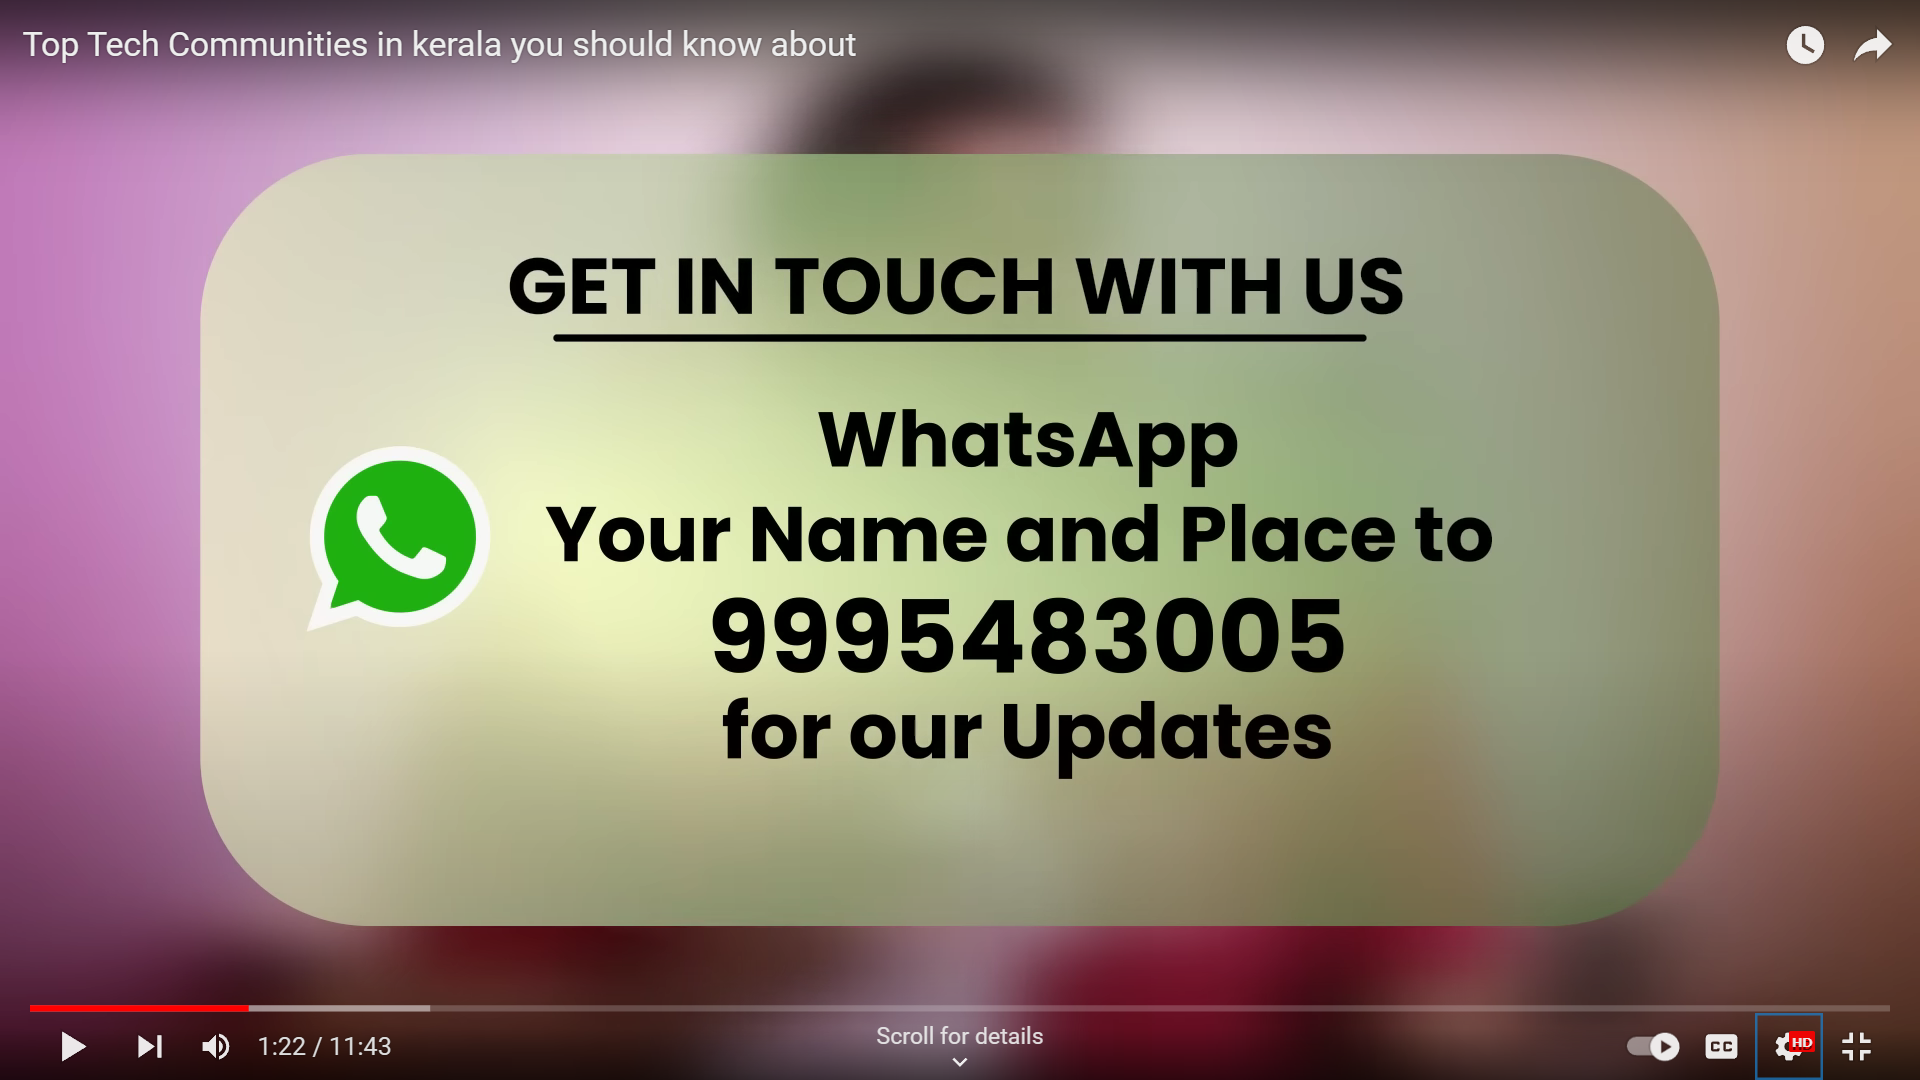 Top Tech Communities in kerala you should know about
GET IN TOUCH WITH US
WhatsApp
Your Name and Place to
9995483005
for our Updates
1:22 / 11:43
Scroll for details
CC
HD